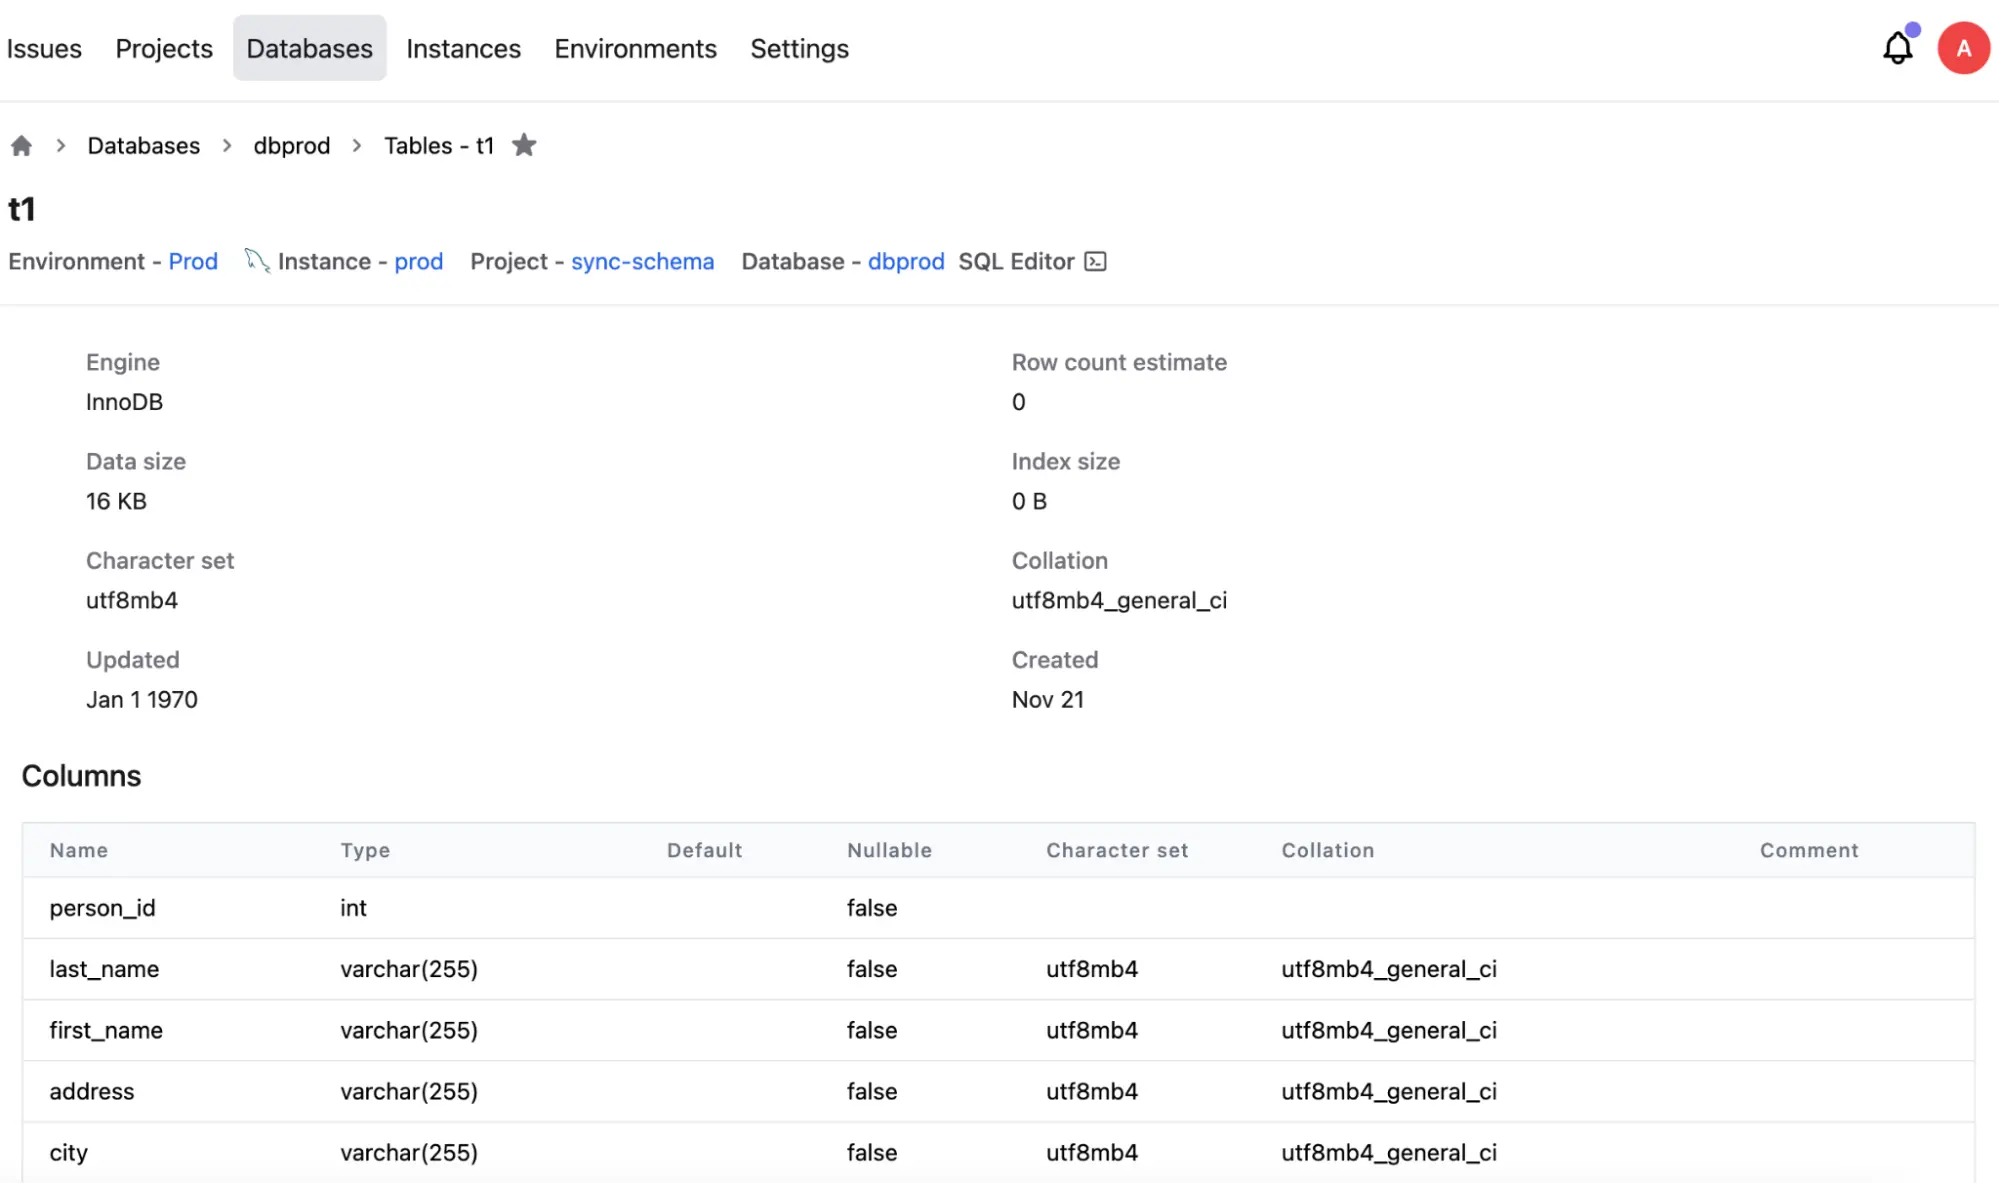 Issues Projects Databases Instances Environments Settings A
Databases dbprod Tables - t1
t1
Environment - Prod Instance - prod Project - sync-schema Database - dbprod SQL Editor
Engine Row count estimate
InnoDB 0
Data size Index size
16 KB 0 B
Character set Collation
utf8mb4 utf8mb4_general_ci
Updated Created
Jan 1 1970 Nov 21
Columns
Name Type Default Nullable Character set Collation Comment
person_id int false
last_name varchar(255) false utf8mb4 utf8mb4_general_ci
first_name varchar(255) false utf8mb4 utf8mb4_general_ci
address varchar(255) false utf8mb4 utf8mb4_general_ci
city varchar(255) false utf8mb4 utf8mb4_general_ci